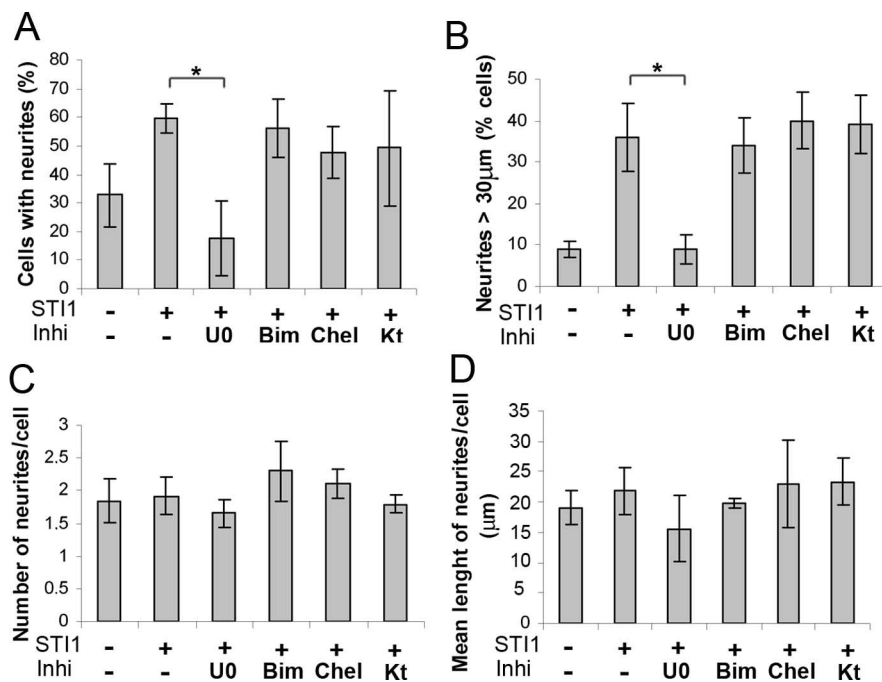 A
Cells with neurites (%)
80
70
60
50
40
30
20
10
0
*
STI1 - + + + + +
Inhi - - U0 Bim Chel Kt
B
Neurites > 30μm (% cells)
50
40
30
20
10
0
*
STI1 - + + + + +
Inhi - - U0 Bim Chel Kt
C
Number of neurites/cell
3
2.5
2
1.5
1
0.5
0
STI1 - + + + + +
Inhi - - U0 Bim Chel Kt
D
Mean lenght of neurites/cell
(μm)
35
30
25
20
15
10
5
0
STI1 - + + + + +
Inhi - - U0 Bim Chel Kt